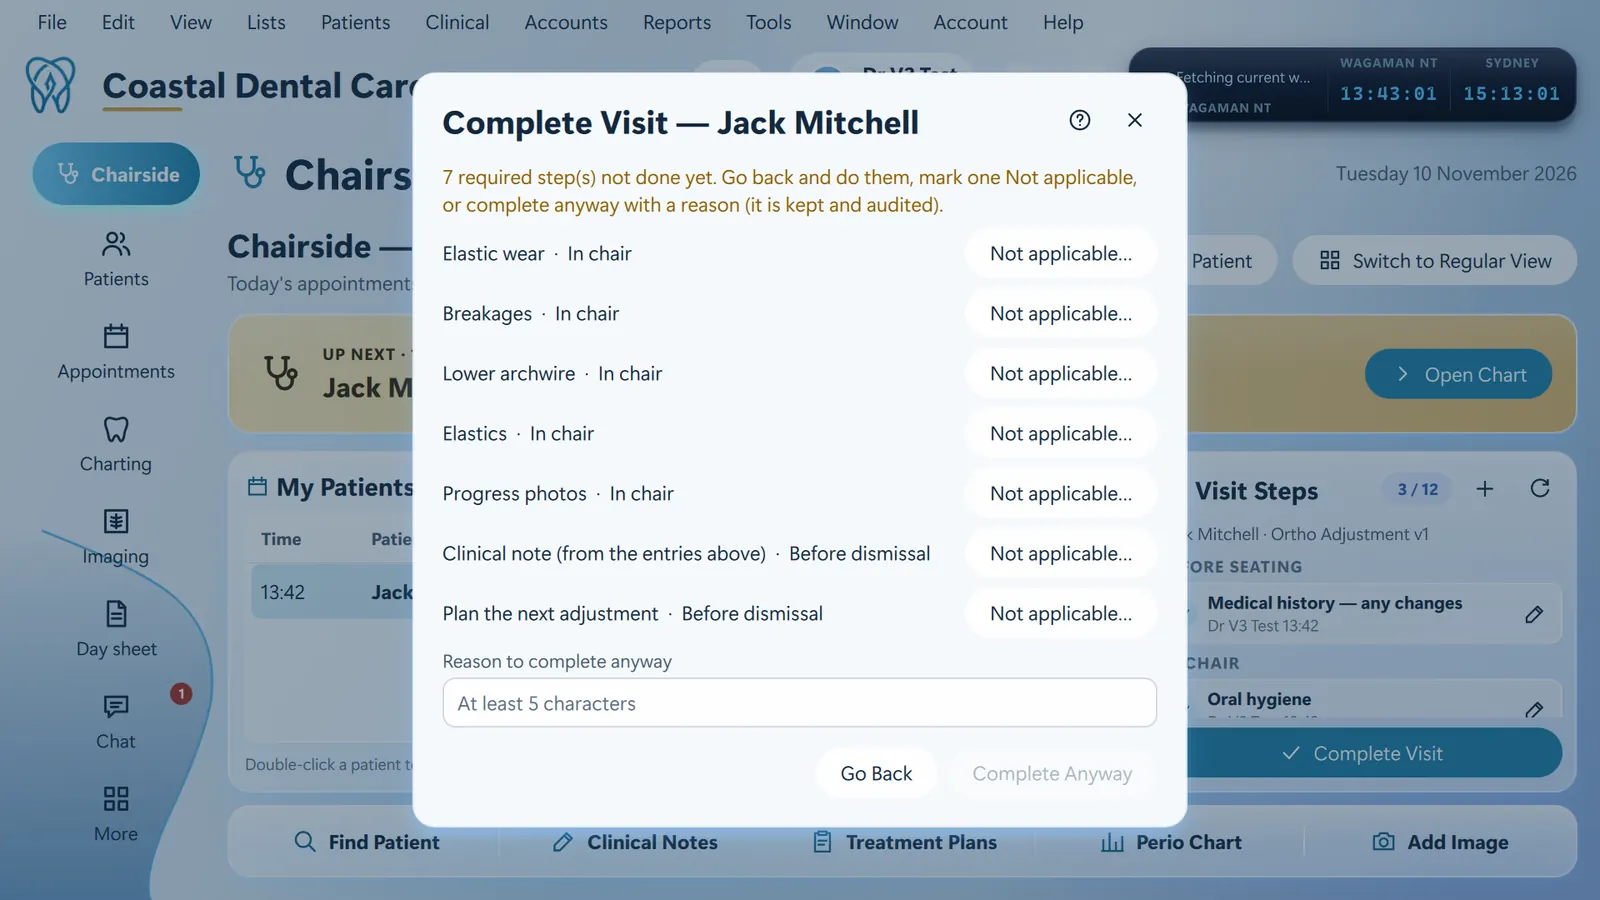 File Edit View Lists Patients Clinical Accounts Reports Tools Window Account Help
Coastal Dental Care
Dr V3 Test
Fetching current w...
WAGAMAN NT
WAGAMAN NT
13:43:01
SYDNEY
15:13:01
Chairside
Patients
Appointments
Charting
Imaging
Day sheet
1
Chat
More
Chairs
Tuesday 10 November 2026
Chairside —
Today's appointment
Patient
Switch to Regular View
UP NEXT ·
Jack M
Open Chart
My Patients
Time Patie
13:42 Jack
Double-click a patient to
Complete Visit — Jack Mitchell
7 required step(s) not done yet. Go back and do them, mark one Not applicable,
or complete anyway with a reason (it is kept and audited).
Elastic wear · In chair Not applicable...
Breakages · In chair Not applicable...
Lower archwire · In chair Not applicable...
Elastics · In chair Not applicable...
Progress photos · In chair Not applicable...
Clinical note (from the entries above) · Before dismissal Not applicable...
Plan the next adjustment · Before dismissal Not applicable...
Reason to complete anyway
At least 5 characters
Go Back Complete Anyway
Visit Steps 3 / 12
k Mitchell · Ortho Adjustment v1
ORE SEATING
Medical history — any changes
Dr V3 Test 13:42
CHAIR
Oral hygiene
Complete Visit
Find Patient Clinical Notes Treatment Plans Perio Chart Add Image